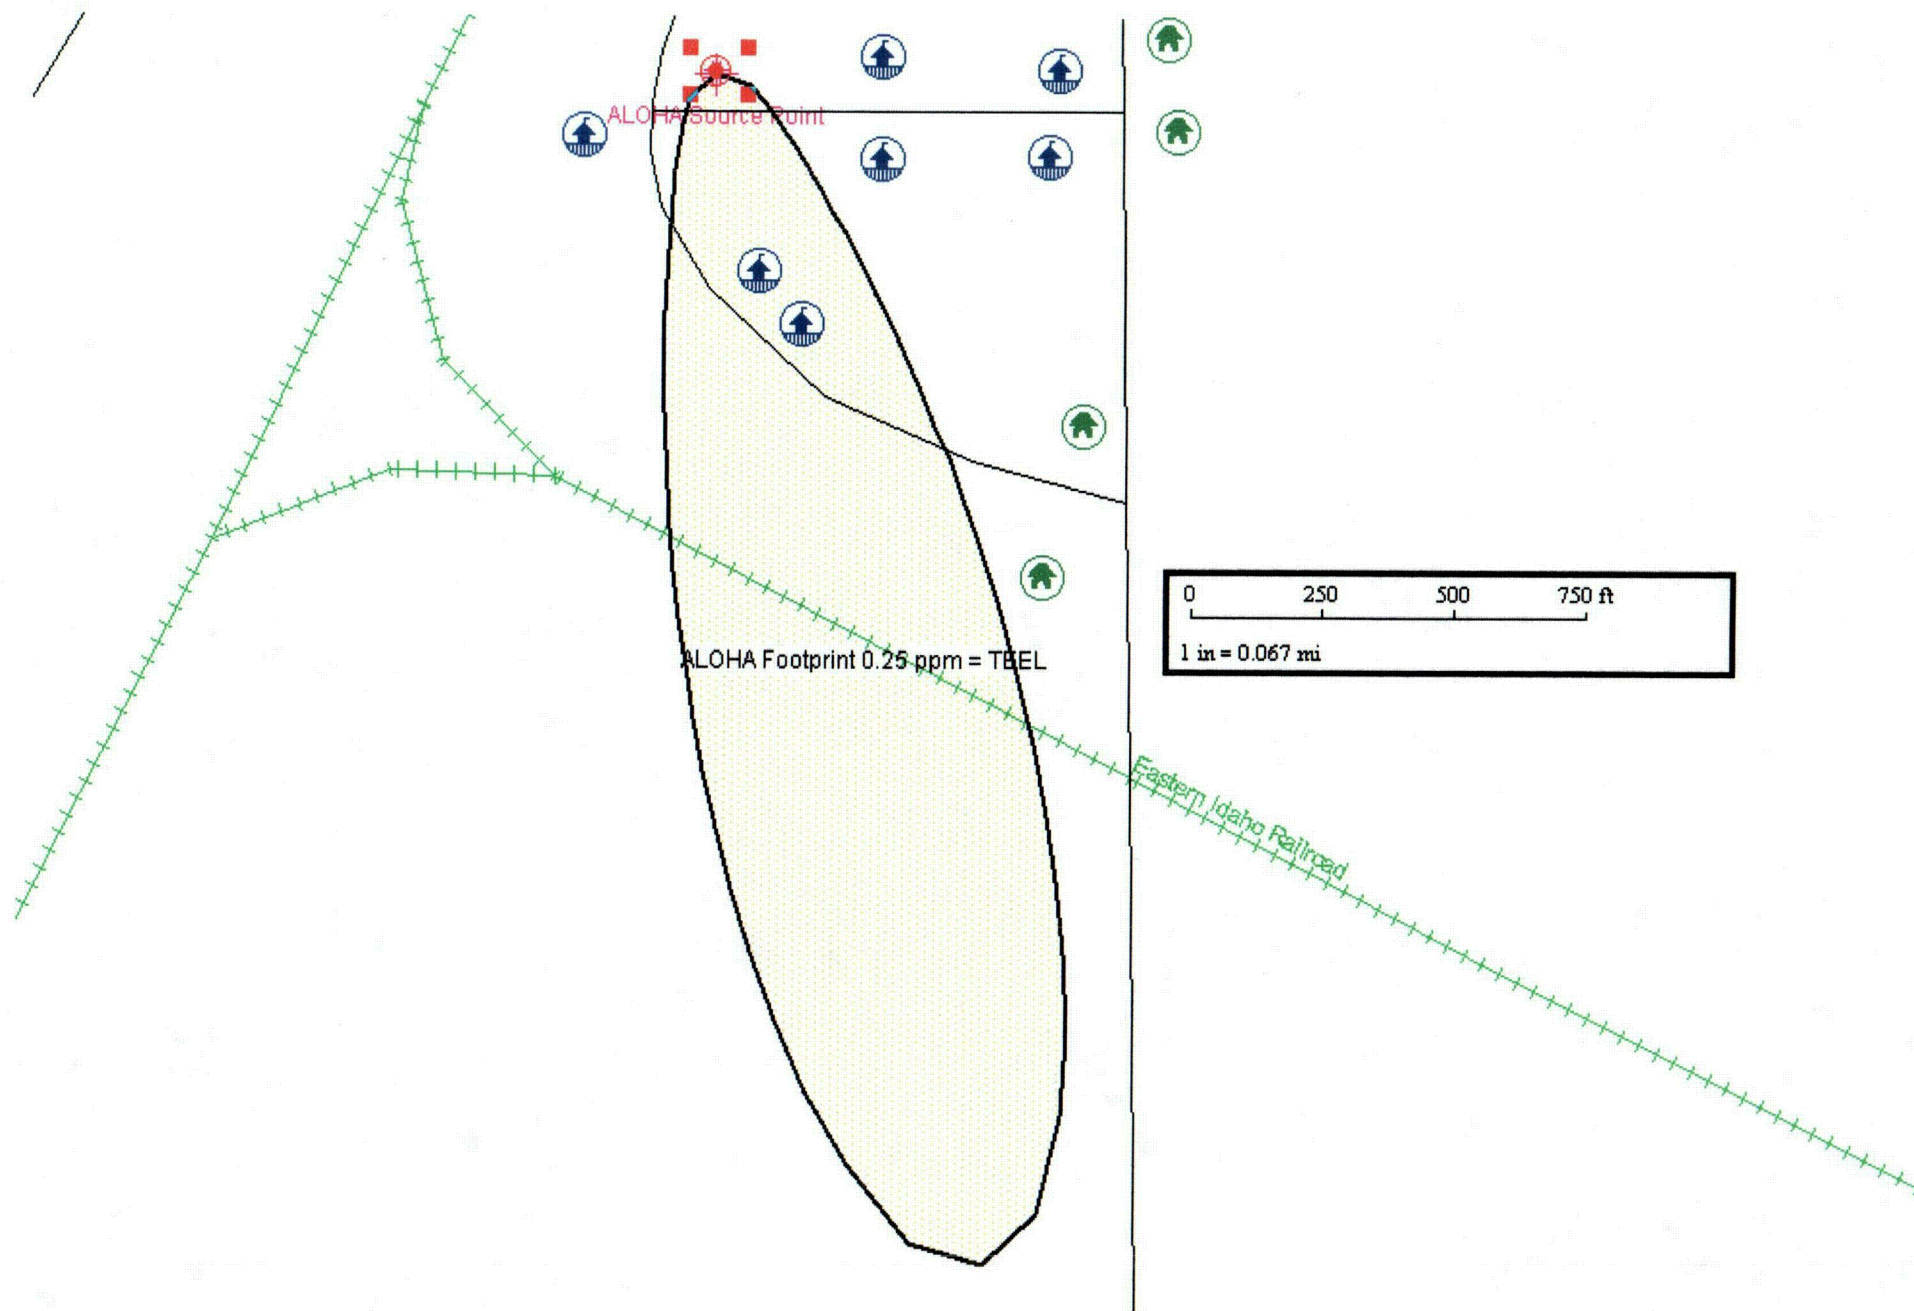 ALOHA Source Point
0 250 500 750 ft
1 in = 0.067 mi
ALOHA Footprint 0.25 ppm = TEEL
Eastern Idaho Railroad